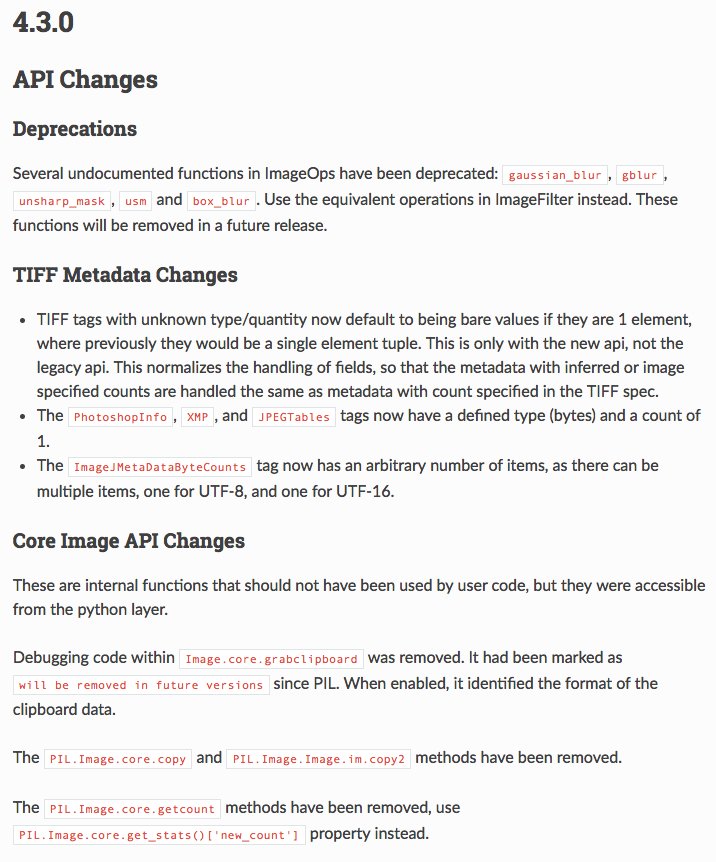 4.3.0
API Changes
Deprecations
Several undocumented functions in ImageOps have been deprecated: gaussian_blur, gblur,
unsharp_mask, usm and box_blur. Use the equivalent operations in ImageFilter instead. These
functions will be removed in a future release.
TIFF Metadata Changes
• TIFF tags with unknown type/quantity now default to being bare values if they are 1 element,
where previously they would be a single element tuple. This is only with the new api, not the
legacy api. This normalizes the handling of fields, so that the metadata with inferred or image
specified counts are handled the same as metadata with count specified in the TIFF spec.
• The PhotoshopInfo, XMP, and JPEGTables tags now have a defined type (bytes) and a count of
1.
• The ImageJMetaDataByteCounts tag now has an arbitrary number of items, as there can be
multiple items, one for UTF-8, and one for UTF-16.
Core Image API Changes
These are internal functions that should not have been used by user code, but they were accessible
from the python layer.
Debugging code within Image.core.grabclipboard was removed. It had been marked as
will be removed in future versions since PIL. When enabled, it identified the format of the
clipboard data.
The PIL.Image.core.copy and PIL.Image.Image.im.copy2 methods have been removed.
The PIL.Image.core.getcount methods have been removed, use
PIL.Image.core.get_stats()['new_count'] property instead.